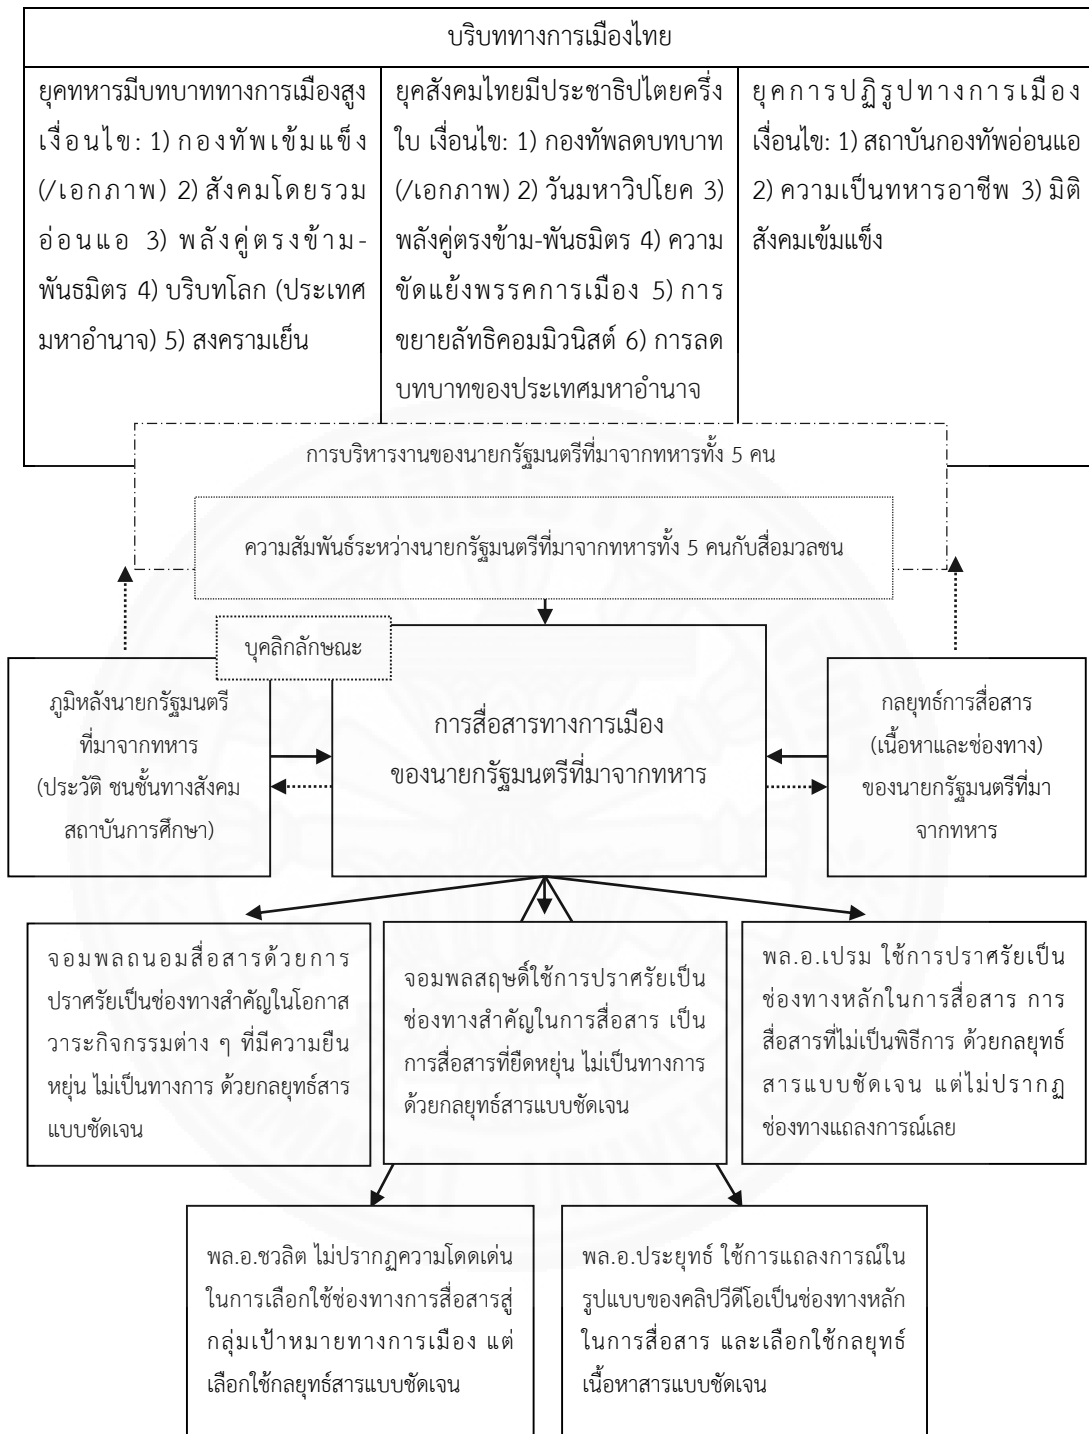 บริบททางการเมืองไทย
ยุคทหารมีบทบาททางการเมืองสูง
เงื่อนไข: 1) กองทัพเข้มแข็ง
(/เอกภาพ) 2) สังคมโดยรวม
อ่อนแอ 3) พลังคู่ตรงข้าม-
พันธมิตร 4) บริบทโลก (ประเทศ
มหาอำนาจ) 5) สงครามเย็น
ยุคสังคมไทยมีประชาธิปไตยครึ่ง
ใบ เงื่อนไข: 1) กองทัพลดบทบาท
(/เอกภาพ) 2) วันมหาวิปโยค 3)
พลังคู่ตรงข้าม-พันธมิตร 4) ความ
ขัดแย้งพรรคการเมือง 5) การ
ขยายลัทธิคอมมิวนิสต์ 6) การลด
บทบาทของประเทศมหาอำนาจ
ยุคการปฏิรูปทางการเมือง
เงื่อนไข: 1) สถาบันกองทัพอ่อนแอ
2) ความเป็นทหารอาชีพ 3) มิติ
สังคมเข้มแข็ง
การบริหารงานของนายกรัฐมนตรีที่มาจากทหารทั้ง 5 คน
ความสัมพันธ์ระหว่างนายกรัฐมนตรีที่มาจากทหารทั้ง 5 คนกับสื่อมวลชน
บุคลิกลักษณะ
ภูมิหลังนายกรัฐมนตรี
ที่มาจากทหาร
(ประวัติ ชนชั้นทางสังคม
สถาบันการศึกษา)
การสื่อสารทางการเมือง
ของนายกรัฐมนตรีที่มาจากทหาร
กลยุทธ์การสื่อสาร
(เนื้อหาและช่องทาง)
ของนายกรัฐมนตรีที่มา
จากทหาร
จอมพลถนอมสื่อสารด้วยการ
ปราศรัยเป็นช่องทางสำคัญในโอกาส
วาระกิจกรรมต่าง ๆ ที่มีความยืด
หยุ่น ไม่เป็นทางการ ด้วยกลยุทธ์สาร
แบบชัดเจน
จอมพลสฤษดิ์ใช้การปราศรัยเป็น
ช่องทางสำคัญในการสื่อสาร เป็น
การสื่อสารที่ยืดหยุ่น ไม่เป็นทางการ
ด้วยกลยุทธ์สารแบบชัดเจน
พล.อ.เปรม ใช้การปราศรัยเป็น
ช่องทางหลักในการสื่อสาร การ
สื่อสารที่ไม่เป็นพิธีการ ด้วยกลยุทธ์
สารแบบชัดเจน แต่ไม่ปรากฏ
ช่องทางแถลงการณ์เลย
พล.อ.ชวลิต ไม่ปรากฏความโดดเด่น
ในการเลือกใช้ช่องทางการสื่อสารสู่
กลุ่มเป้าหมายทางการเมือง แต่
เลือกใช้กลยุทธ์สารแบบชัดเจน
พล.อ.ประยุทธ์ ใช้การแถลงการณ์ใน
รูปแบบของคลิปวีดีโอเป็นช่องทางหลัก
ในการสื่อสาร และเลือกใช้กลยุทธ์
เนื้อหาสารแบบชัดเจน